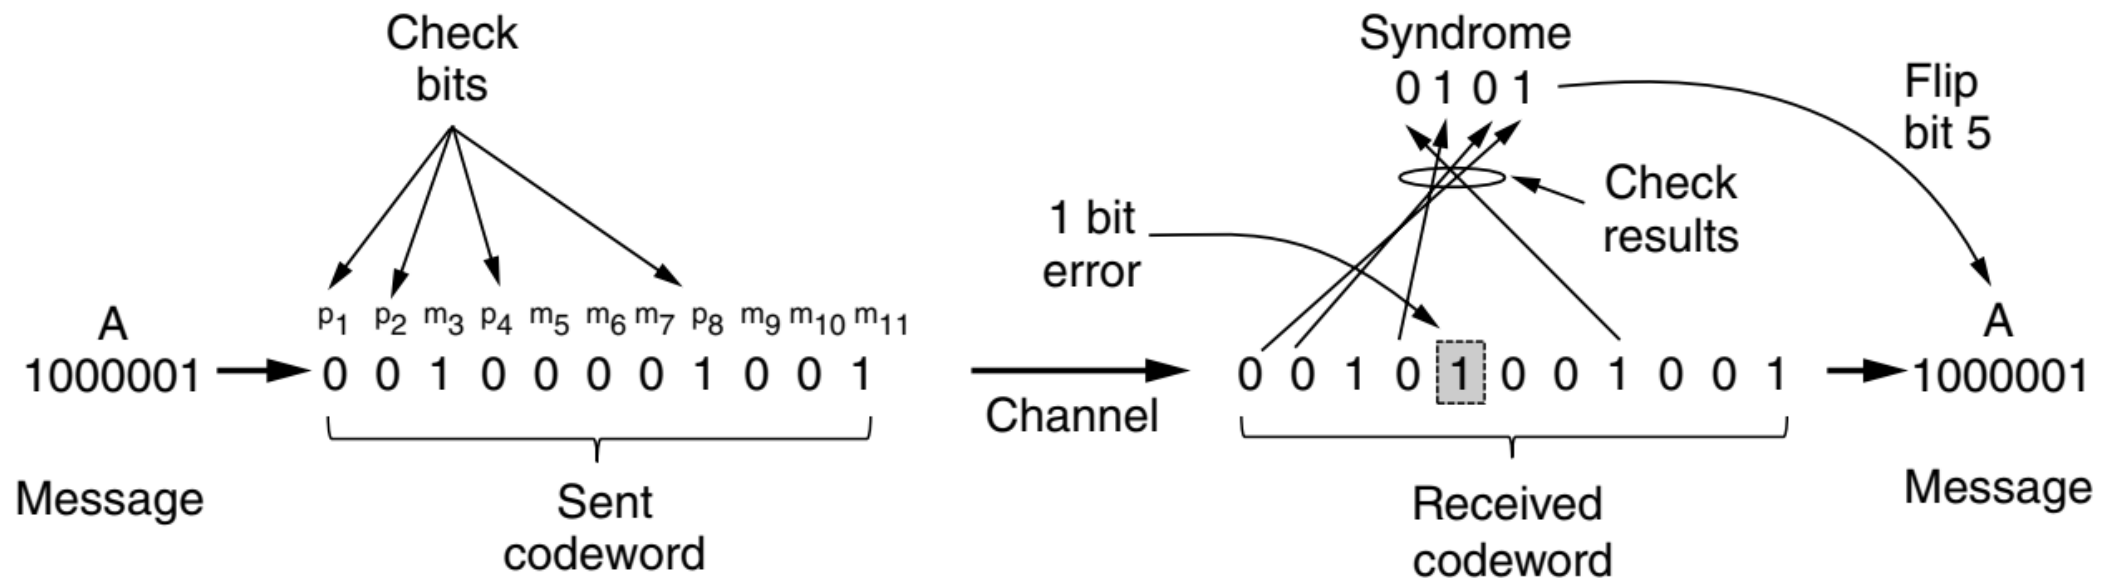 Check
bits
Syndrome
0 1 0 1
Flip
bit 5
1 bit
error
Check
results
p1 p2 m3 p4 m5 m6 m7 p8 m9 m10 m11
A
1000001
0 0 1 0 0 0 0 1 0 0 1
Channel
0 0 1 0 1 0 0 1 0 0 1
A
1000001
Message
Sent
codeword
Received
codeword
Message